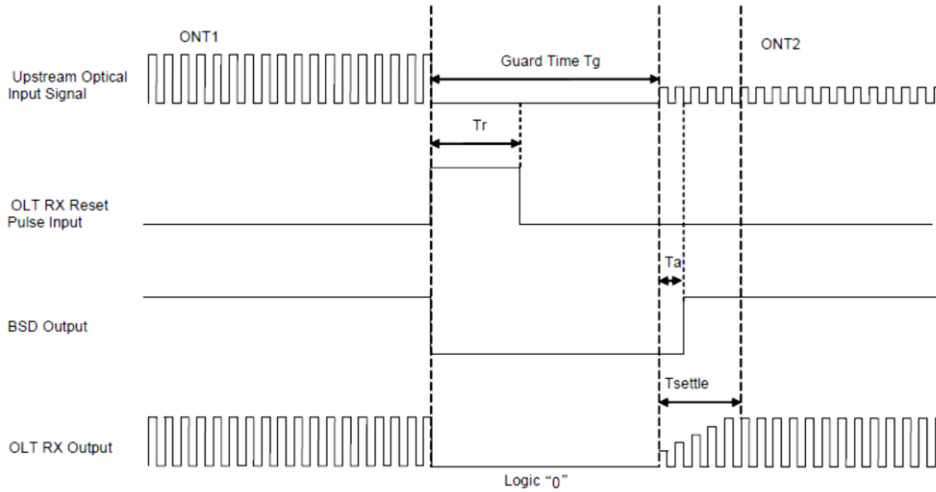 ONT1
ONT2
Guard Time Tg
Upstream Optical
Input Signal
Tr
OLT RX Reset
Pulse Input
Ta
BSD Output
Tsettle
OLT RX Output
Logic “0”